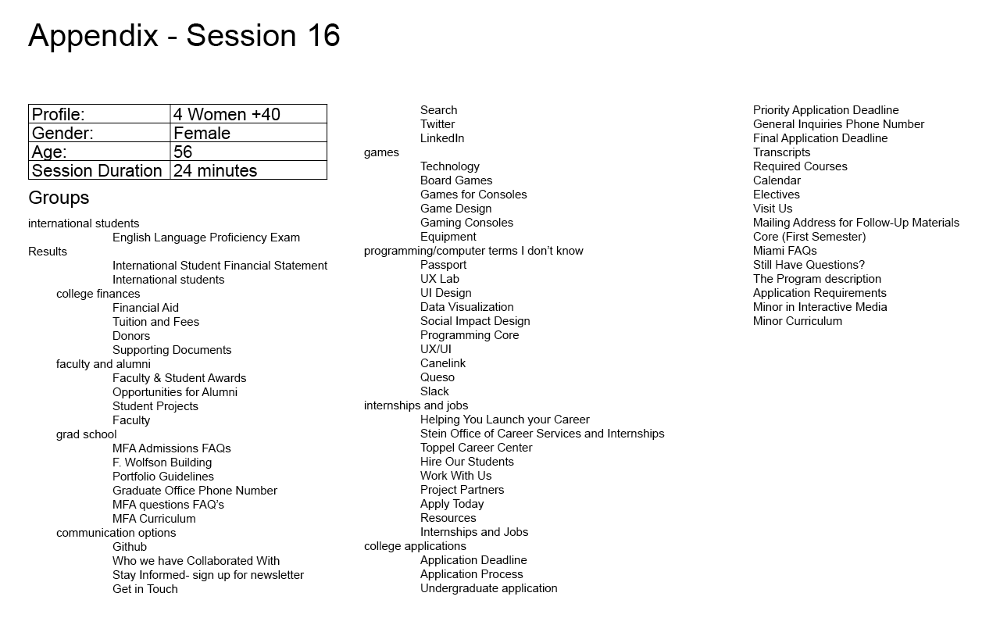 Appendix - Session 16
Profile: 4 Women +40
Gender: Female
Age: 56
Session Duration 24 minutes
Groups
international students
English Language Proficiency Exam
Results
International Student Financial Statement
International students
college finances
Financial Aid
Tuition and Fees
Donors
Supporting Documents
faculty and alumni
Faculty & Student Awards
Opportunities for Alumni
Student Projects
Faculty
grad school
MFA Admissions FAQs
F. Wolfson Building
Portfolio Guidelines
Graduate Office Phone Number
MFA questions FAQ's
MFA Curriculum
communication options
Github
Who we have Collaborated With
Stay Informed- sign up for newsletter
Get in Touch
Search
Twitter
LinkedIn
games
Technology
Board Games
Games for Consoles
Game Design
Gaming Consoles
Equipment
programming/computer terms I don't know
Passport
UX Lab
UI Design
Data Visualization
Social Impact Design
Programming Core
UX/UI
Canelink
Queso
Slack
internships and jobs
Helping You Launch your Career
Stein Office of Career Services and Internships
Toppel Career Center
Hire Our Students
Work With Us
Project Partners
Apply Today
Resources
Internships and Jobs
college applications
Application Deadline
Application Process
Undergraduate application
Priority Application Deadline
General Inquiries Phone Number
Final Application Deadline
Transcripts
Required Courses
Calendar
Electives
Visit Us
Mailing Address for Follow-Up Materials
Core (First Semester)
Miami FAQs
Still Have Questions?
The Program description
Application Requirements
Minor in Interactive Media
Minor Curriculum